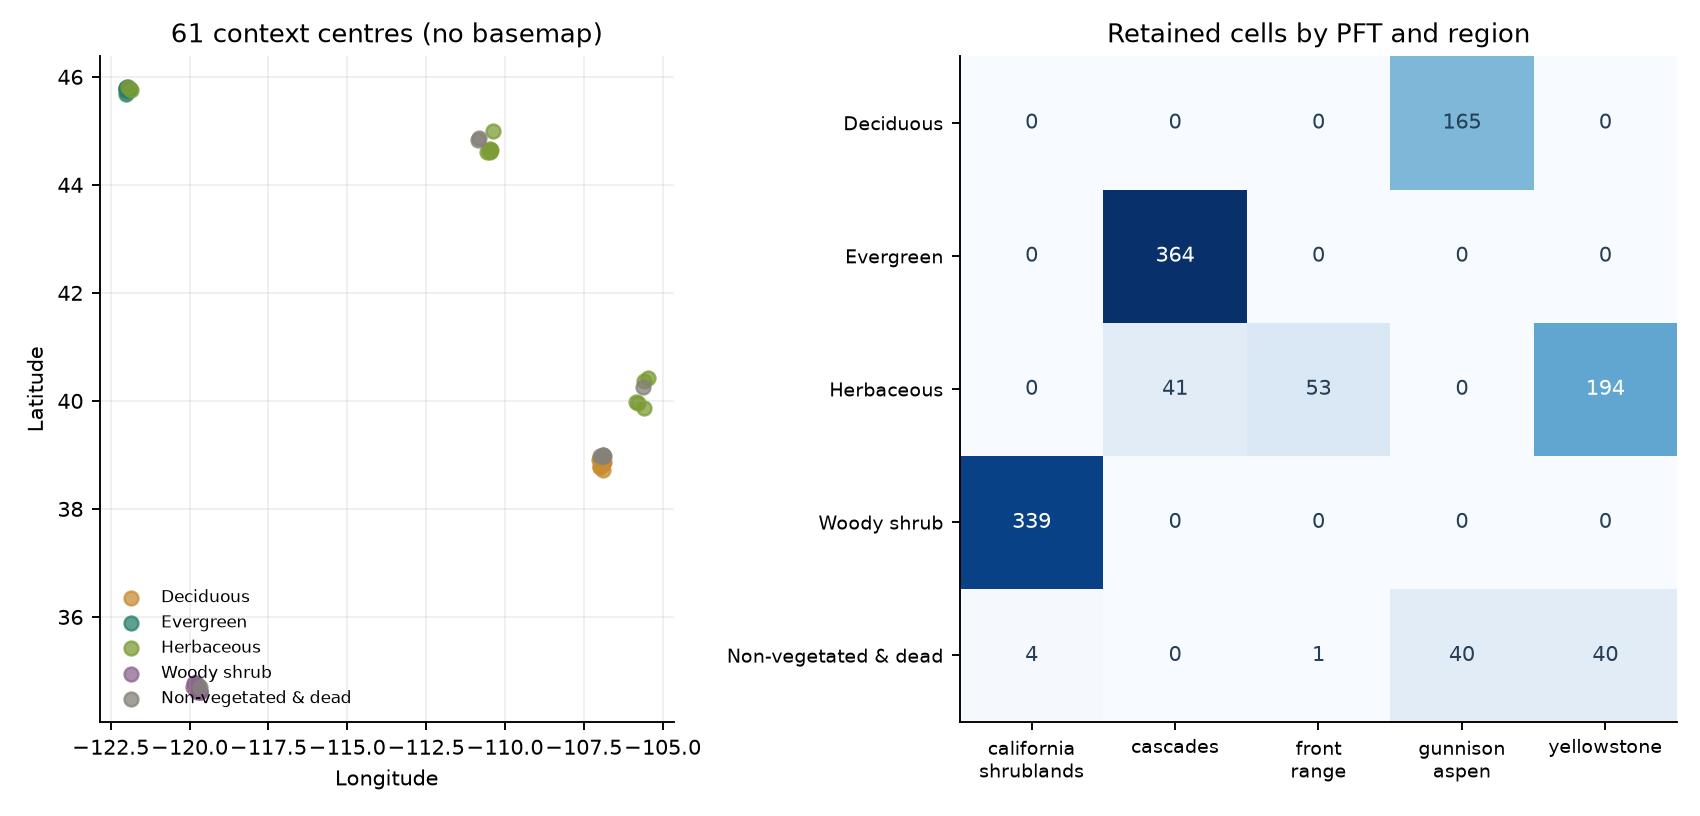 61 context centres (no basemap)
46
44
42
40
38
36
Latitude
Deciduous
Evergreen
Herbaceous
Woody shrub
Non-vegetated & dead
−122.5 −120.0 −117.5 −115.0 −112.5 −110.0 −107.5 −105.0
Longitude
Retained cells by PFT and region
Deciduous 0 0 0 165 0
Evergreen 0 364 0 0 0
Herbaceous 0 41 53 0 194
Woody shrub 339 0 0 0 0
Non-vegetated & dead 4 0 1 40 40
california cascades front gunnison yellowstone
shrublands range aspen